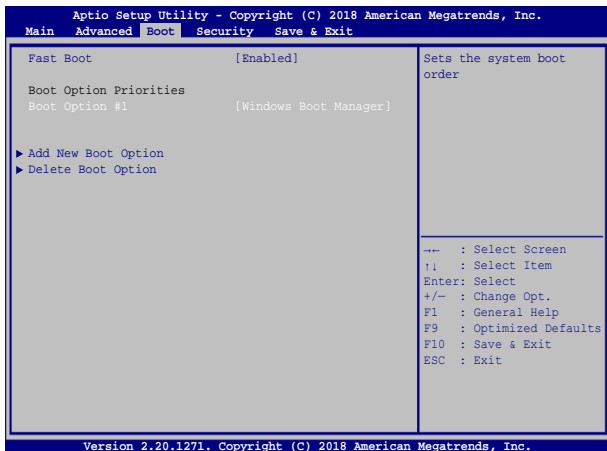 Aptio Setup Utility - Copyright (C) 2018 American Megatrends, Inc.
Main Advanced Boot Security Save & Exit
Fast Boot [Enabled]
Boot Option Priorities
Boot Option #1 [Windows Boot Manager]
▶ Add New Boot Option
▶ Delete Boot Option
Sets the system boot
order
→← : Select Screen
↑↓ : Select Item
Enter: Select
+/— : Change Opt.
F1 : General Help
F9 : Optimized Defaults
F10 : Save & Exit
ESC : Exit
Version 2.20.1271. Copyright (C) 2018 American Megatrends, Inc.